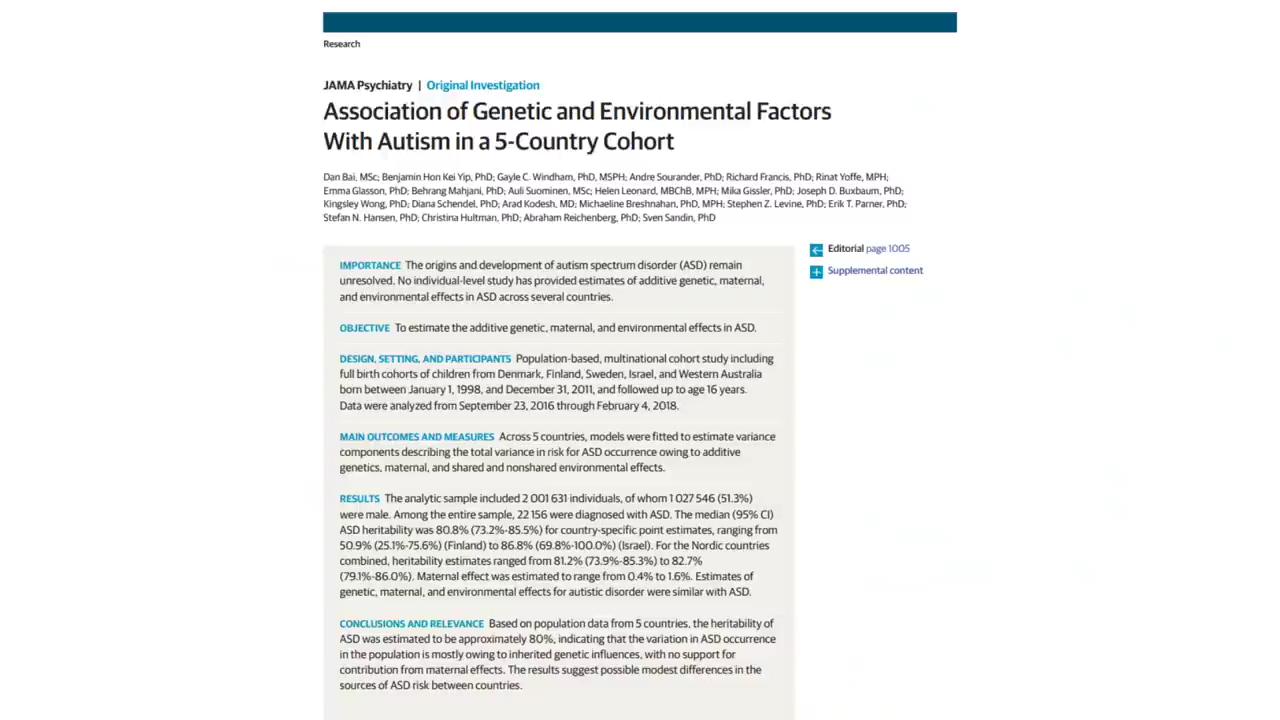 Research
JAMA Psychiatry | Original Investigation
Association of Genetic and Environmental Factors
With Autism in a 5-Country Cohort
Dan Bai, MSc; Benjamin Hon Kei Yip, PhD; Gayle C. Windham, PhD, MSPH; Andre Sourander, PhD; Richard Francis, PhD; Rinat Yoffe, MPH;
Emma Glasson, PhD; Behrang Mahjani, PhD; Auli Suominen, MSc; Helen Leonard, MBChB, MPH; Mika Gissler, PhD; Joseph D. Buxbaum, PhD;
Kingsley Wong, PhD; Diana Schendel, PhD; Arad Kodesh, MD; Michaeline Breshnahan, PhD, MPH; Stephen Z. Levine, PhD; Erik T. Parner, PhD;
Stefan N. Hansen, PhD; Christina Hultman, PhD; Abraham Reichenberg, PhD; Sven Sandin, PhD
Editorial page 1005
Supplemental content
IMPORTANCE The origins and development of autism spectrum disorder (ASD) remain
unresolved. No individual-level study has provided estimates of additive genetic, maternal,
and environmental effects in ASD across several countries.
OBJECTIVE To estimate the additive genetic, maternal, and environmental effects in ASD.
DESIGN, SETTING, AND PARTICIPANTS Population-based, multinational cohort study including
full birth cohorts of children from Denmark, Finland, Sweden, Israel, and Western Australia
born between January 1, 1998, and December 31, 2011, and followed up to age 16 years.
Data were analyzed from September 23, 2016 through February 4, 2018.
MAIN OUTCOMES AND MEASURES Across 5 countries, models were fitted to estimate variance
components describing the total variance in risk for ASD occurrence owing to additive
genetics, maternal, and shared and nonshared environmental effects.
RESULTS The analytic sample included 2 001 631 individuals, of whom 1 027 546 (51.3%)
were male. Among the entire sample, 22 156 were diagnosed with ASD. The median (95% CI)
ASD heritability was 80.8% (73.2%-85.5%) for country-specific point estimates, ranging from
50.9% (25.1%-75.6%) (Finland) to 86.8% (69.8%-100.0%) (Israel). For the Nordic countries
combined, heritability estimates ranged from 81.2% (73.9%-85.3%) to 82.7%
(79.1%-86.0%). Maternal effect was estimated to range from 0.4% to 1.6%. Estimates of
genetic, maternal, and environmental effects for autistic disorder were similar with ASD.
CONCLUSIONS AND RELEVANCE Based on population data from 5 countries, the heritability of
ASD was estimated to be approximately 80%, indicating that the variation in ASD occurrence
in the population is mostly owing to inherited genetic influences, with no support for
contribution from maternal effects. The results suggest possible modest differences in the
sources of ASD risk between countries.